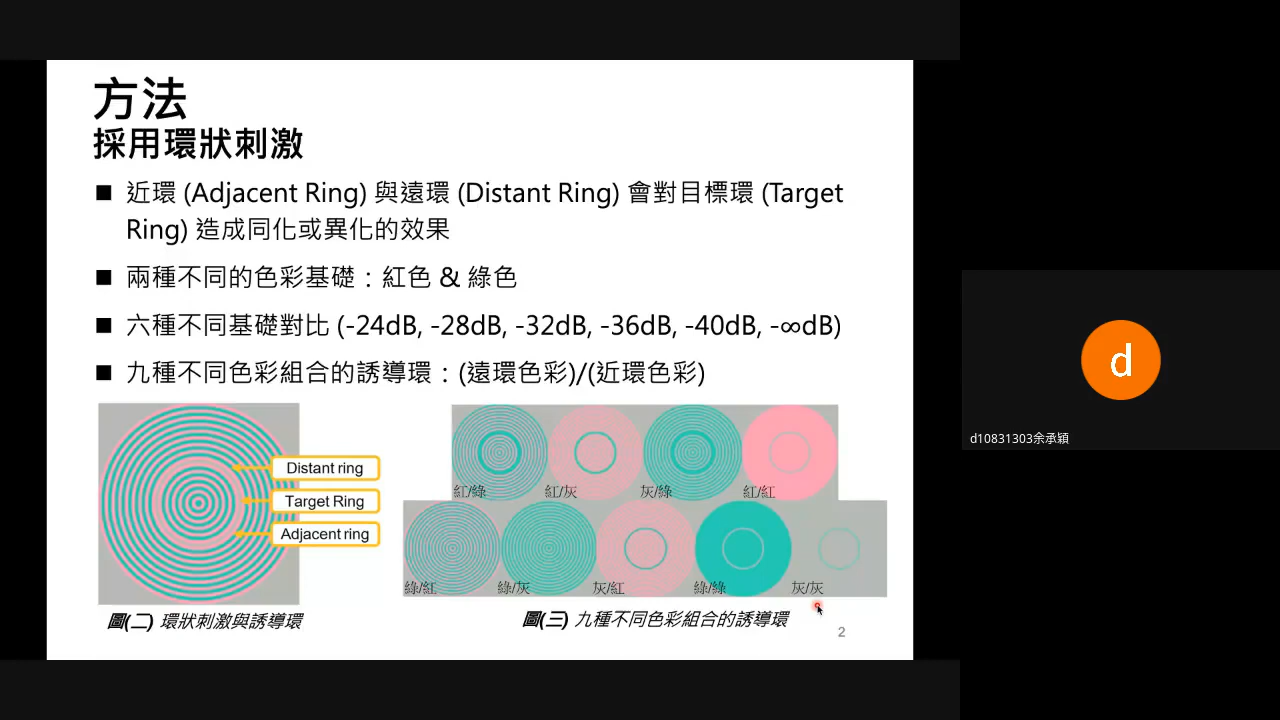 方法
採用環狀刺激
■ 近環 (Adjacent Ring) 與遠環 (Distant Ring) 會對目標環 (Target
Ring) 造成同化或異化的效果
■ 兩種不同的色彩基礎：紅色 & 綠色
■ 六種不同基礎對比 (-24dB, -28dB, -32dB, -36dB, -40dB, -∞dB)
■ 九種不同色彩組合的誘導環：(遠環色彩)/(近環色彩)
Distant ring
Target Ring
Adjacent ring
圖(二) 環狀刺激與誘導環
紅/綠 紅/灰 灰/綠 紅/紅
綠/紅 綠/灰 灰/紅 綠/綠 灰/灰
圖(三) 九種不同色彩組合的誘導環
2
d
d10831303余承穎